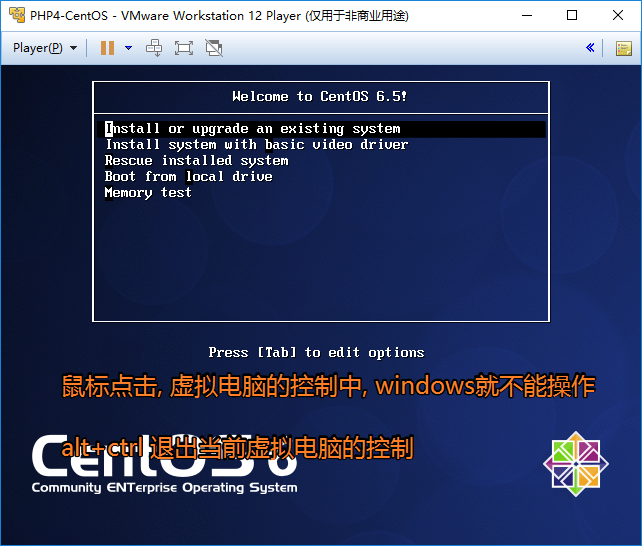 PHP4-CentOS - VMware Workstation 12 Player (仅用于非商业用途)
Player(P)
Welcome to CentOS 6.5!
Install or upgrade an existing system
Install system with basic video driver
Rescue installed system
Boot from local drive
Memory test
Press [Tab] to edit options
鼠标点击, 虚拟电脑的控制中, windows就不能操作
alt+ctrl 退出当前虚拟电脑的控制
CentOS 6
Community ENTerprise Operating System